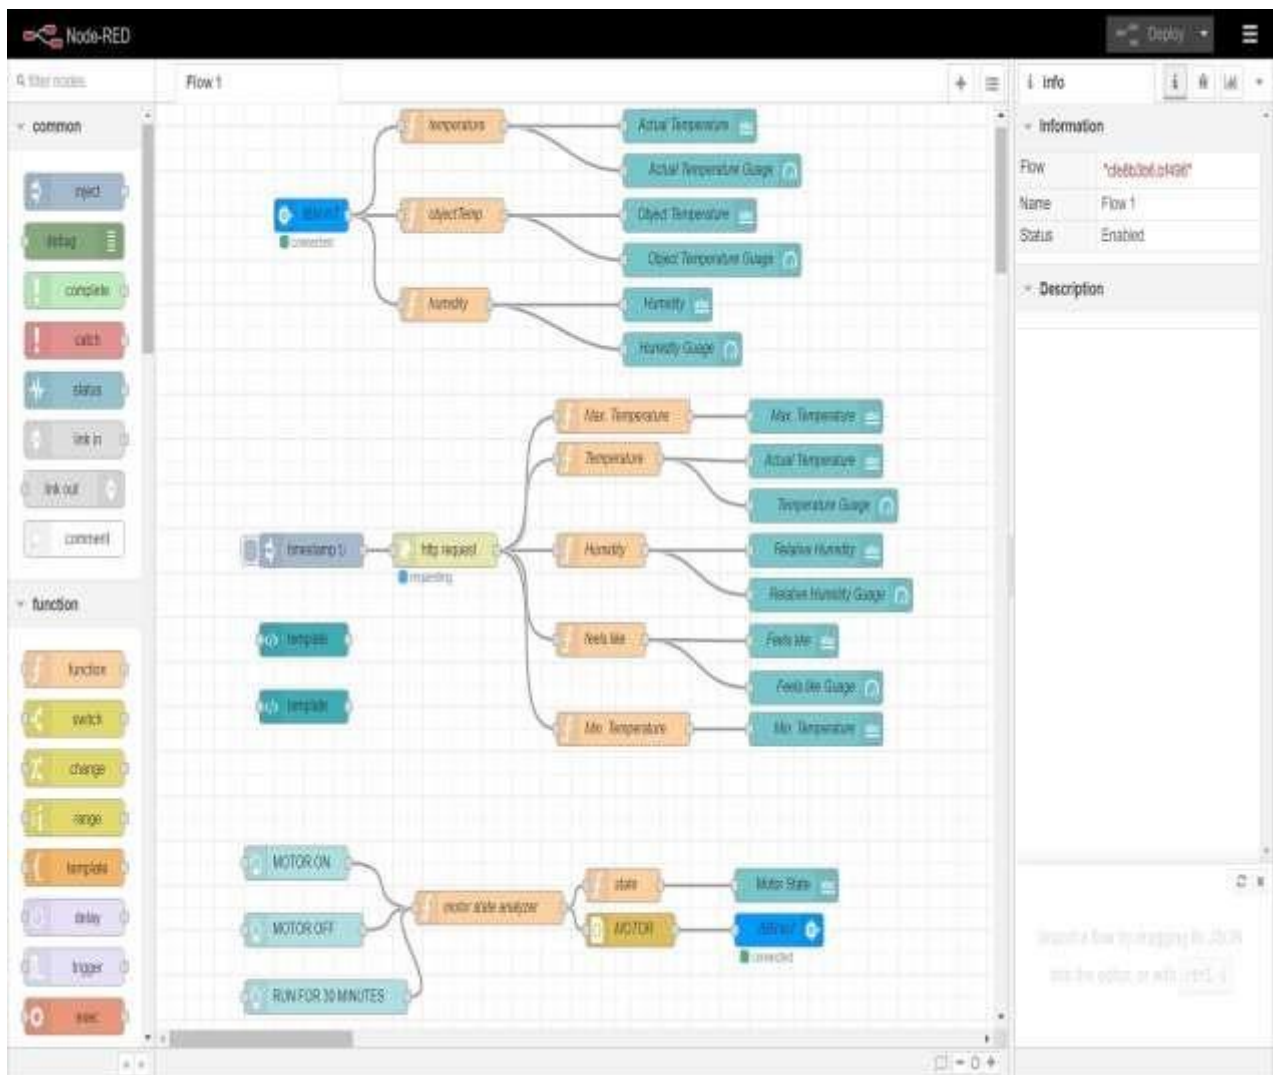 Node-RED
Deploy
filter nodes
Flow 1
info
common
inject
debug
complete
catch
status
link in
link out
comment
function
function
switch
change
range
template
delay
trigger
exec
temperature
Actual Temperature
Actual Temperature Guage
connected
objectTemp
Object Temperature
Object Temperature Guage
humidity
Humidity
Humidity Guage
Max. Temperature
Max. Temperature
Temperature
Actual Temperature
Temperature Guage
timestamp
http request
requesting
Humidity
Relative Humidity
Relative Humidity Guage
template
feels like
Feels like
Feels like Guage
template
Min. Temperature
Min. Temperature
MOTOR ON
MOTOR OFF
RUN FOR 30 MINUTES
motor state analyzer
state
Motor State
MOTOR
connected
Information
Flow
Name Flow 1
Status Enabled
Description